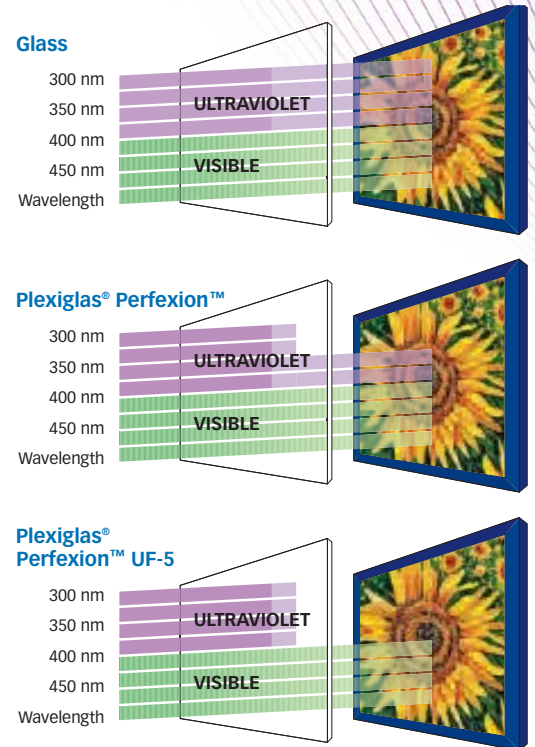 Glass
300 nm
ULTRAVIOLET
350 nm
400 nm
VISIBLE
450 nm
Wavelength
Plexiglas® Perfexion™
300 nm
ULTRAVIOLET
350 nm
400 nm
VISIBLE
450 nm
Wavelength
Plexiglas®
Perfexion™ UF-5
300 nm
ULTRAVIOLET
350 nm
400 nm
VISIBLE
450 nm
Wavelength